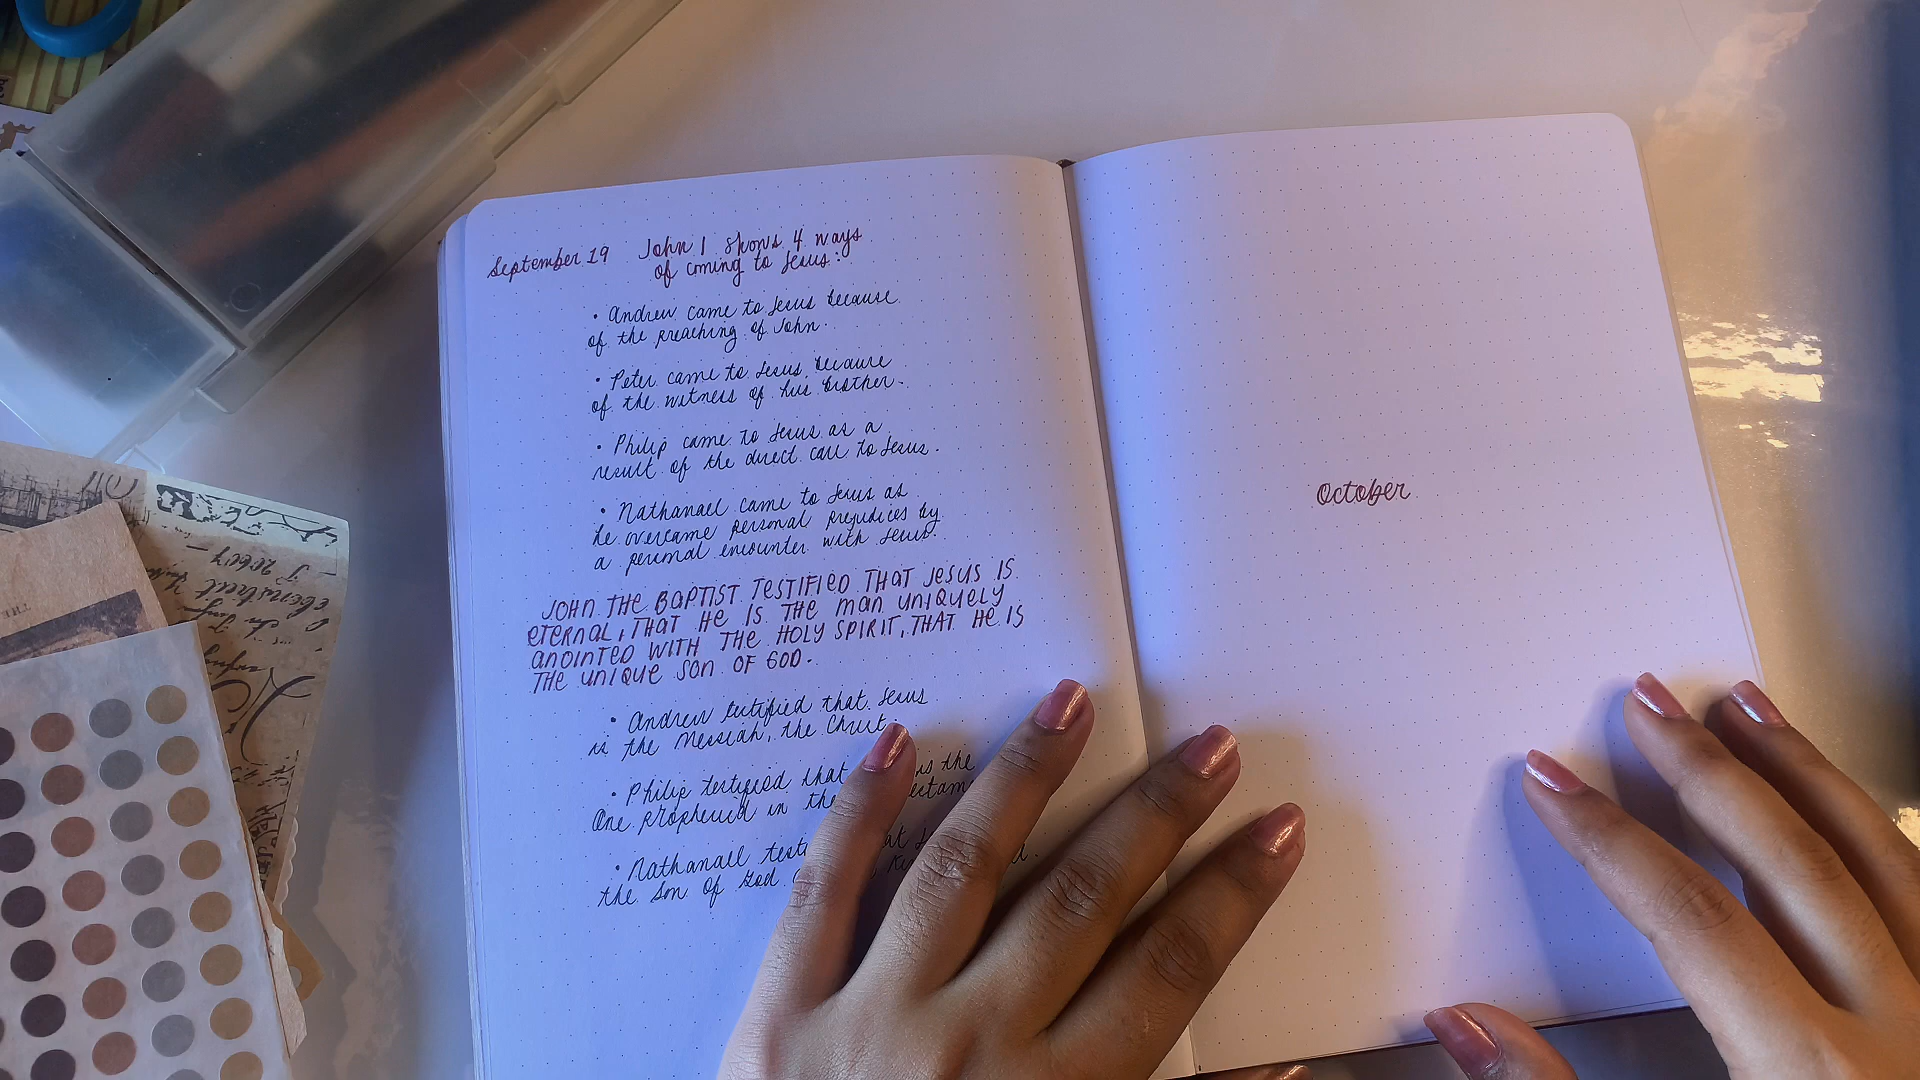 September 19 John 1 shows 4 ways
of coming to Jesus:
• Andrew came to Jesus because
of the preaching of John.
• Peter came to Jesus because
of the witness of his brother.
• Philip came to Jesus as a
result of the direct call to Jesus.
• Nathanael came to Jesus as
he overcame personal prejudices by
a personal encounter with Jesus.
JOHN THE BAPTIST TESTIFIED THAT JESUS IS
ETERNAL, THAT HE IS THE MAN UNIQUELY
ANOINTED WITH THE HOLY SPIRIT, THAT HE IS
THE UNIQUE SON OF GOD.
• Andrew testified that Jesus
is the Messiah, the Christ.
• Philip testified that the
One prophesied in the
• Nathanael
the Son of God
October